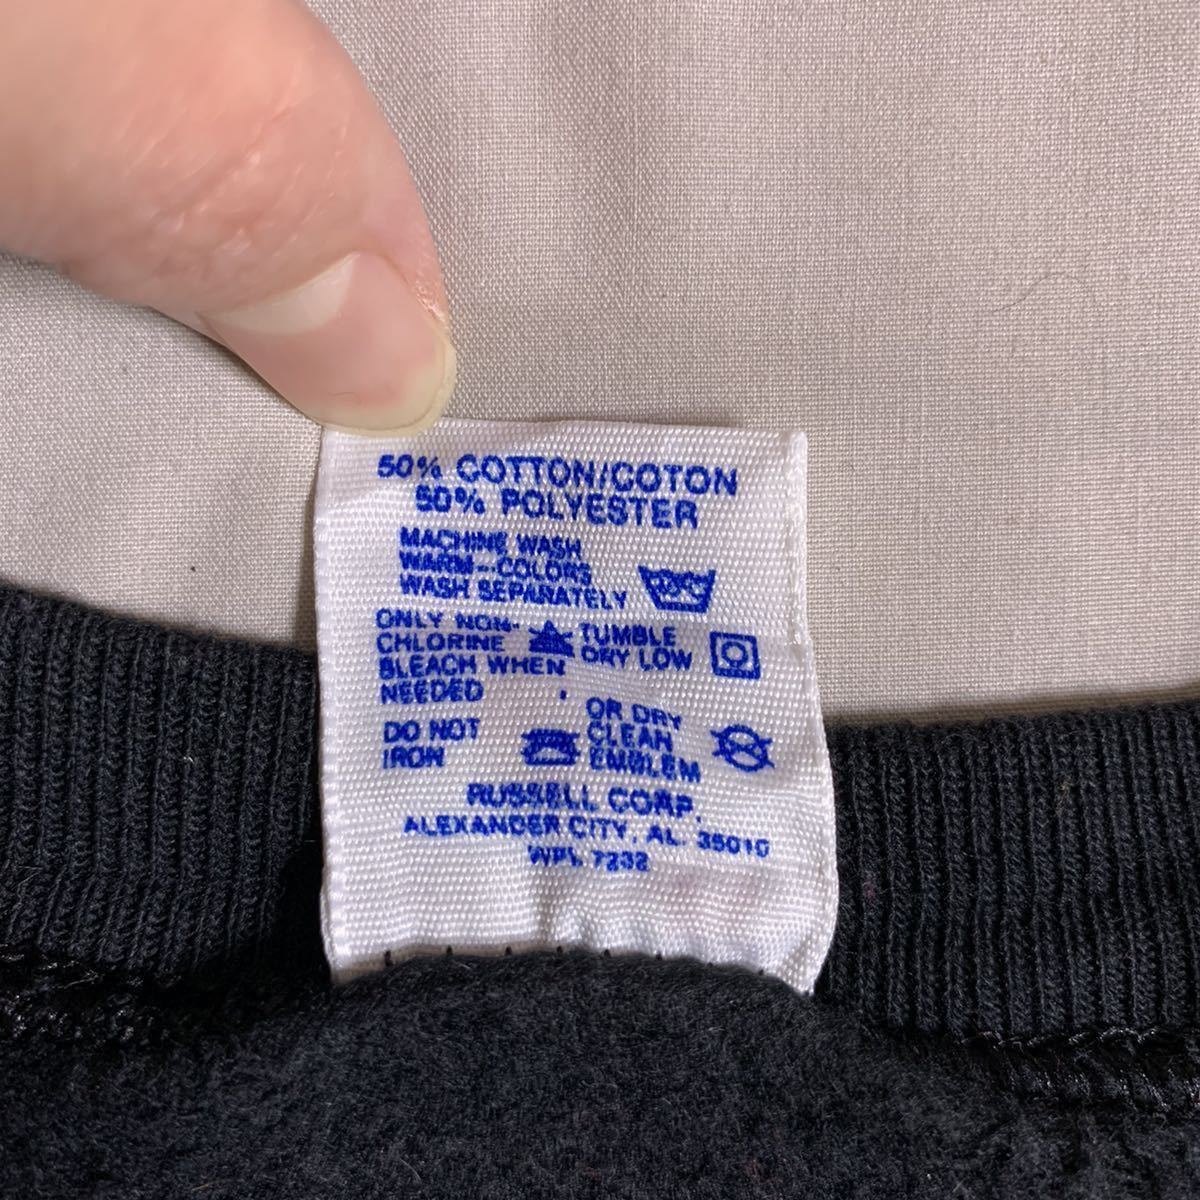 50% COTTON/COTON
50% POLYESTER
MACHINE WASH
WARM-COLORS
WASH SEPARATELY
ONLY NON-
CHLORINE
BLEACH WHEN
NEEDED
TUMBLE
DRY LOW
DO NOT
IRON
OR DRY
CLEAN
EMBLEM
RUSSELL CORP.
ALEXANDER CITY, AL. 35010
WPL 7232